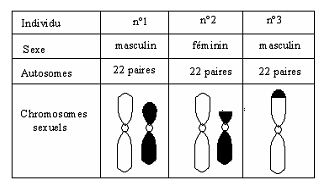 Individu n°1 n°2 n°3
Sexe masculin féminin masculin
Autosomes 22 paires 22 paires 22 paires
Chromosomes
sexuels